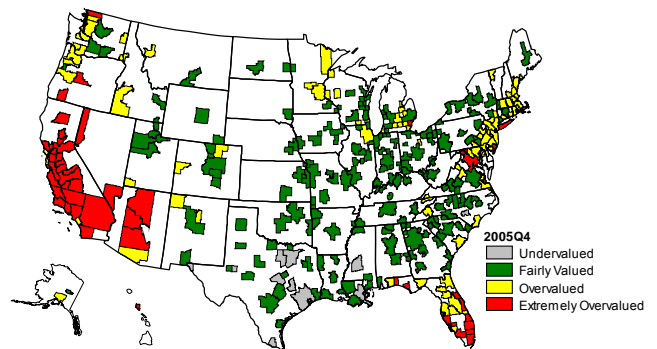 2005Q4
Undervalued
Fairly Valued
Overvalued
Extremely Overvalued